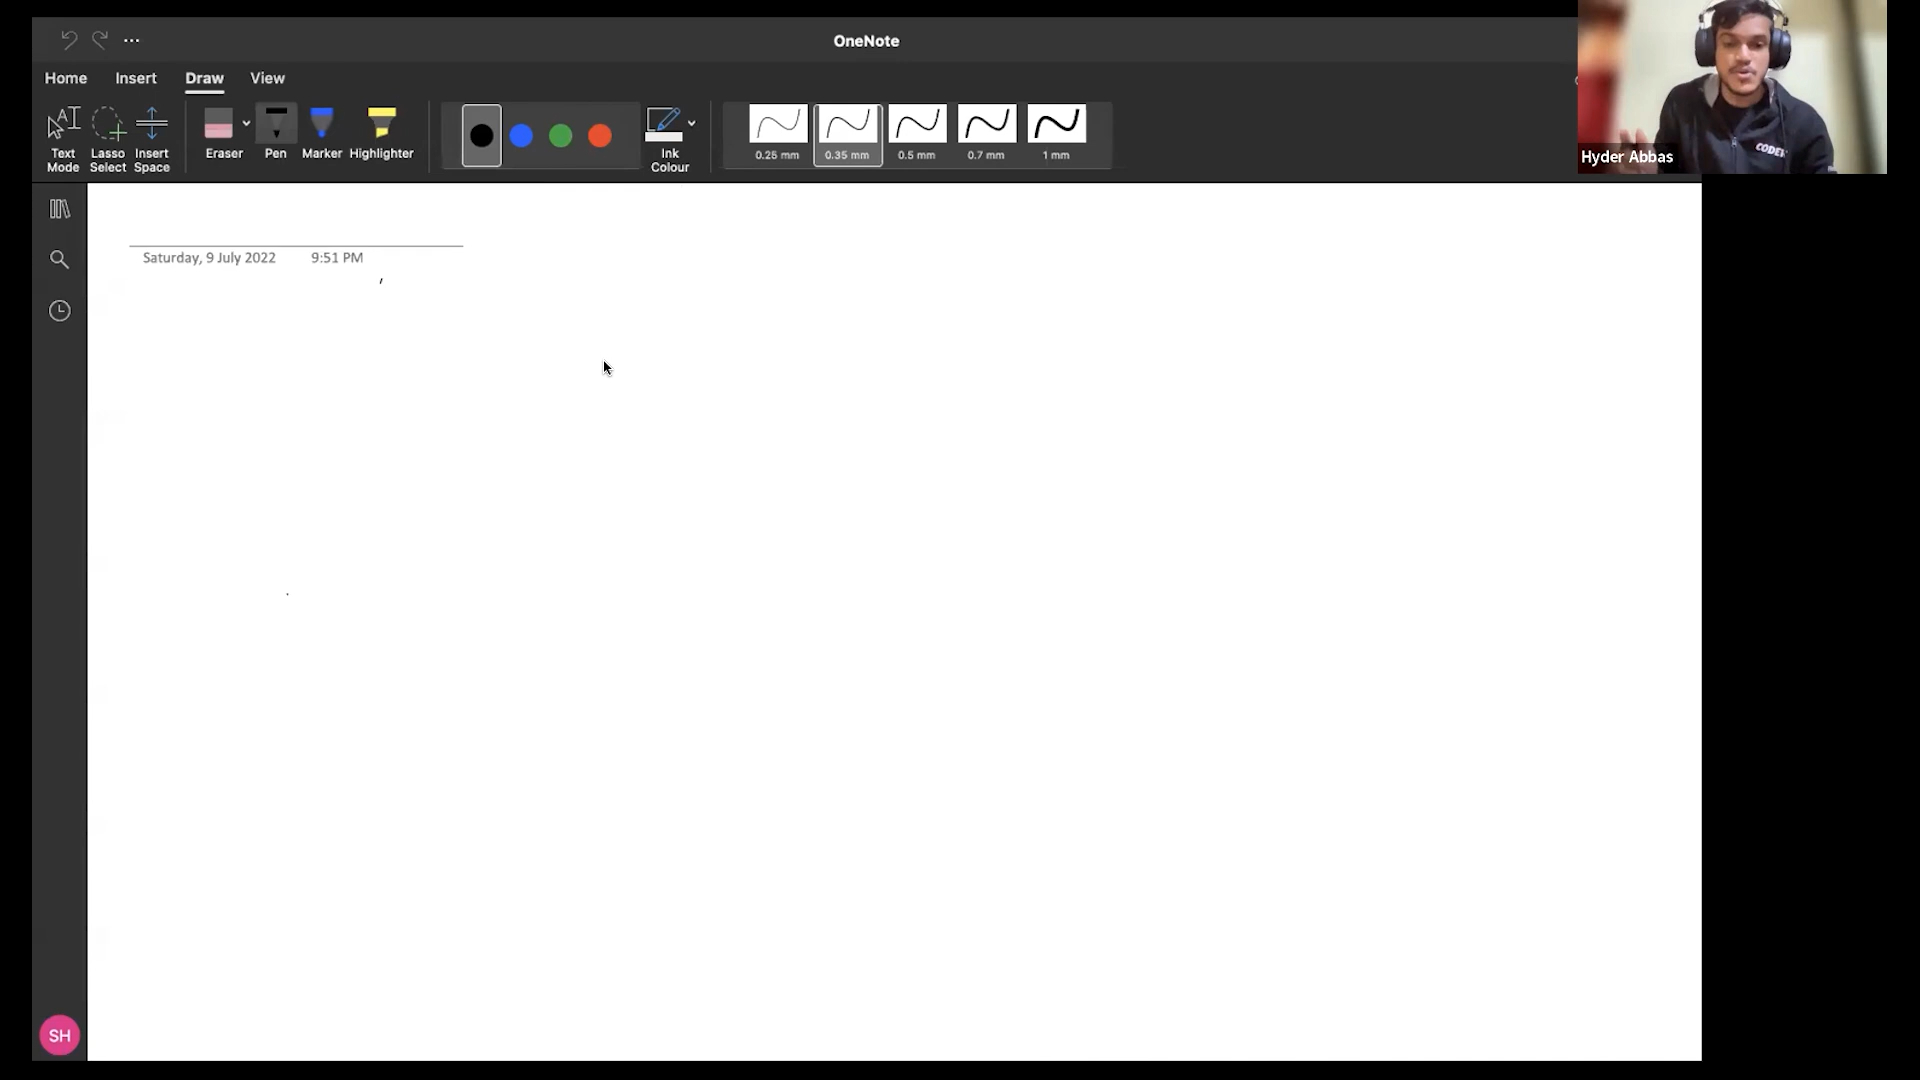 OneNote
Home Insert Draw View
Text Mode
Lasso Select
Insert Space
Eraser
Pen
Marker
Highlighter
Ink Colour
0.25 mm
0.35 mm
0.5 mm
0.7 mm
1 mm
Hyder Abbas
Saturday, 9 July 2022 9:51 PM
SH